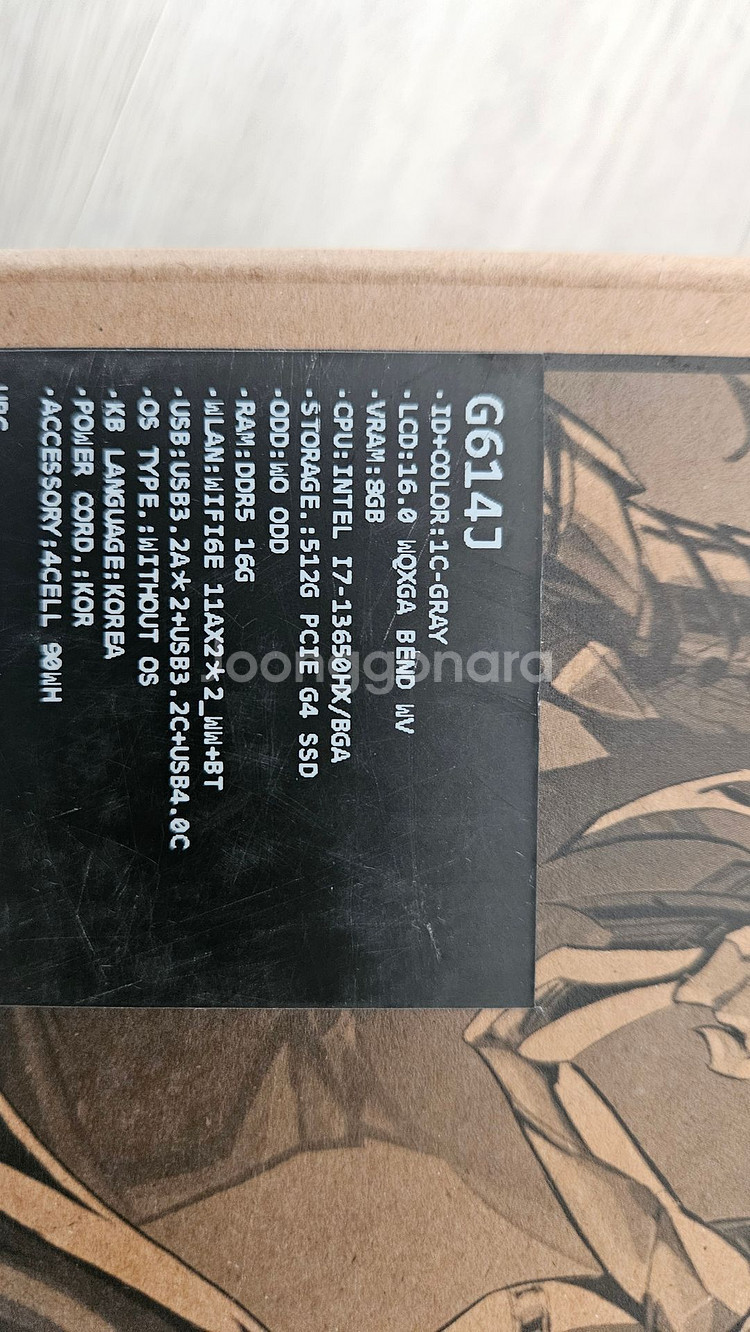 G614J
·ID+COLOR:1C-GRAY
·LCD:16.0 WQXGA BEND WV
·VRAM:8GB
·CPU:INTEL I7-13650HX/BGA
·STORAGE.:512G PCIE G4 SSD
·ODD:WO ODD
·RAM:DDR5 16G
·WLAN:WIFI6E 11AX2*2_WW+BT
·USB:USB3.2A*2+USB3.2C+USB4.0C
·OS TYPE.:WITHOUT OS
·KB LANGUAGE:KOREA
·POWER CORD.:KOR
·ACCESSORY:4CELL 90WH
joonggonara